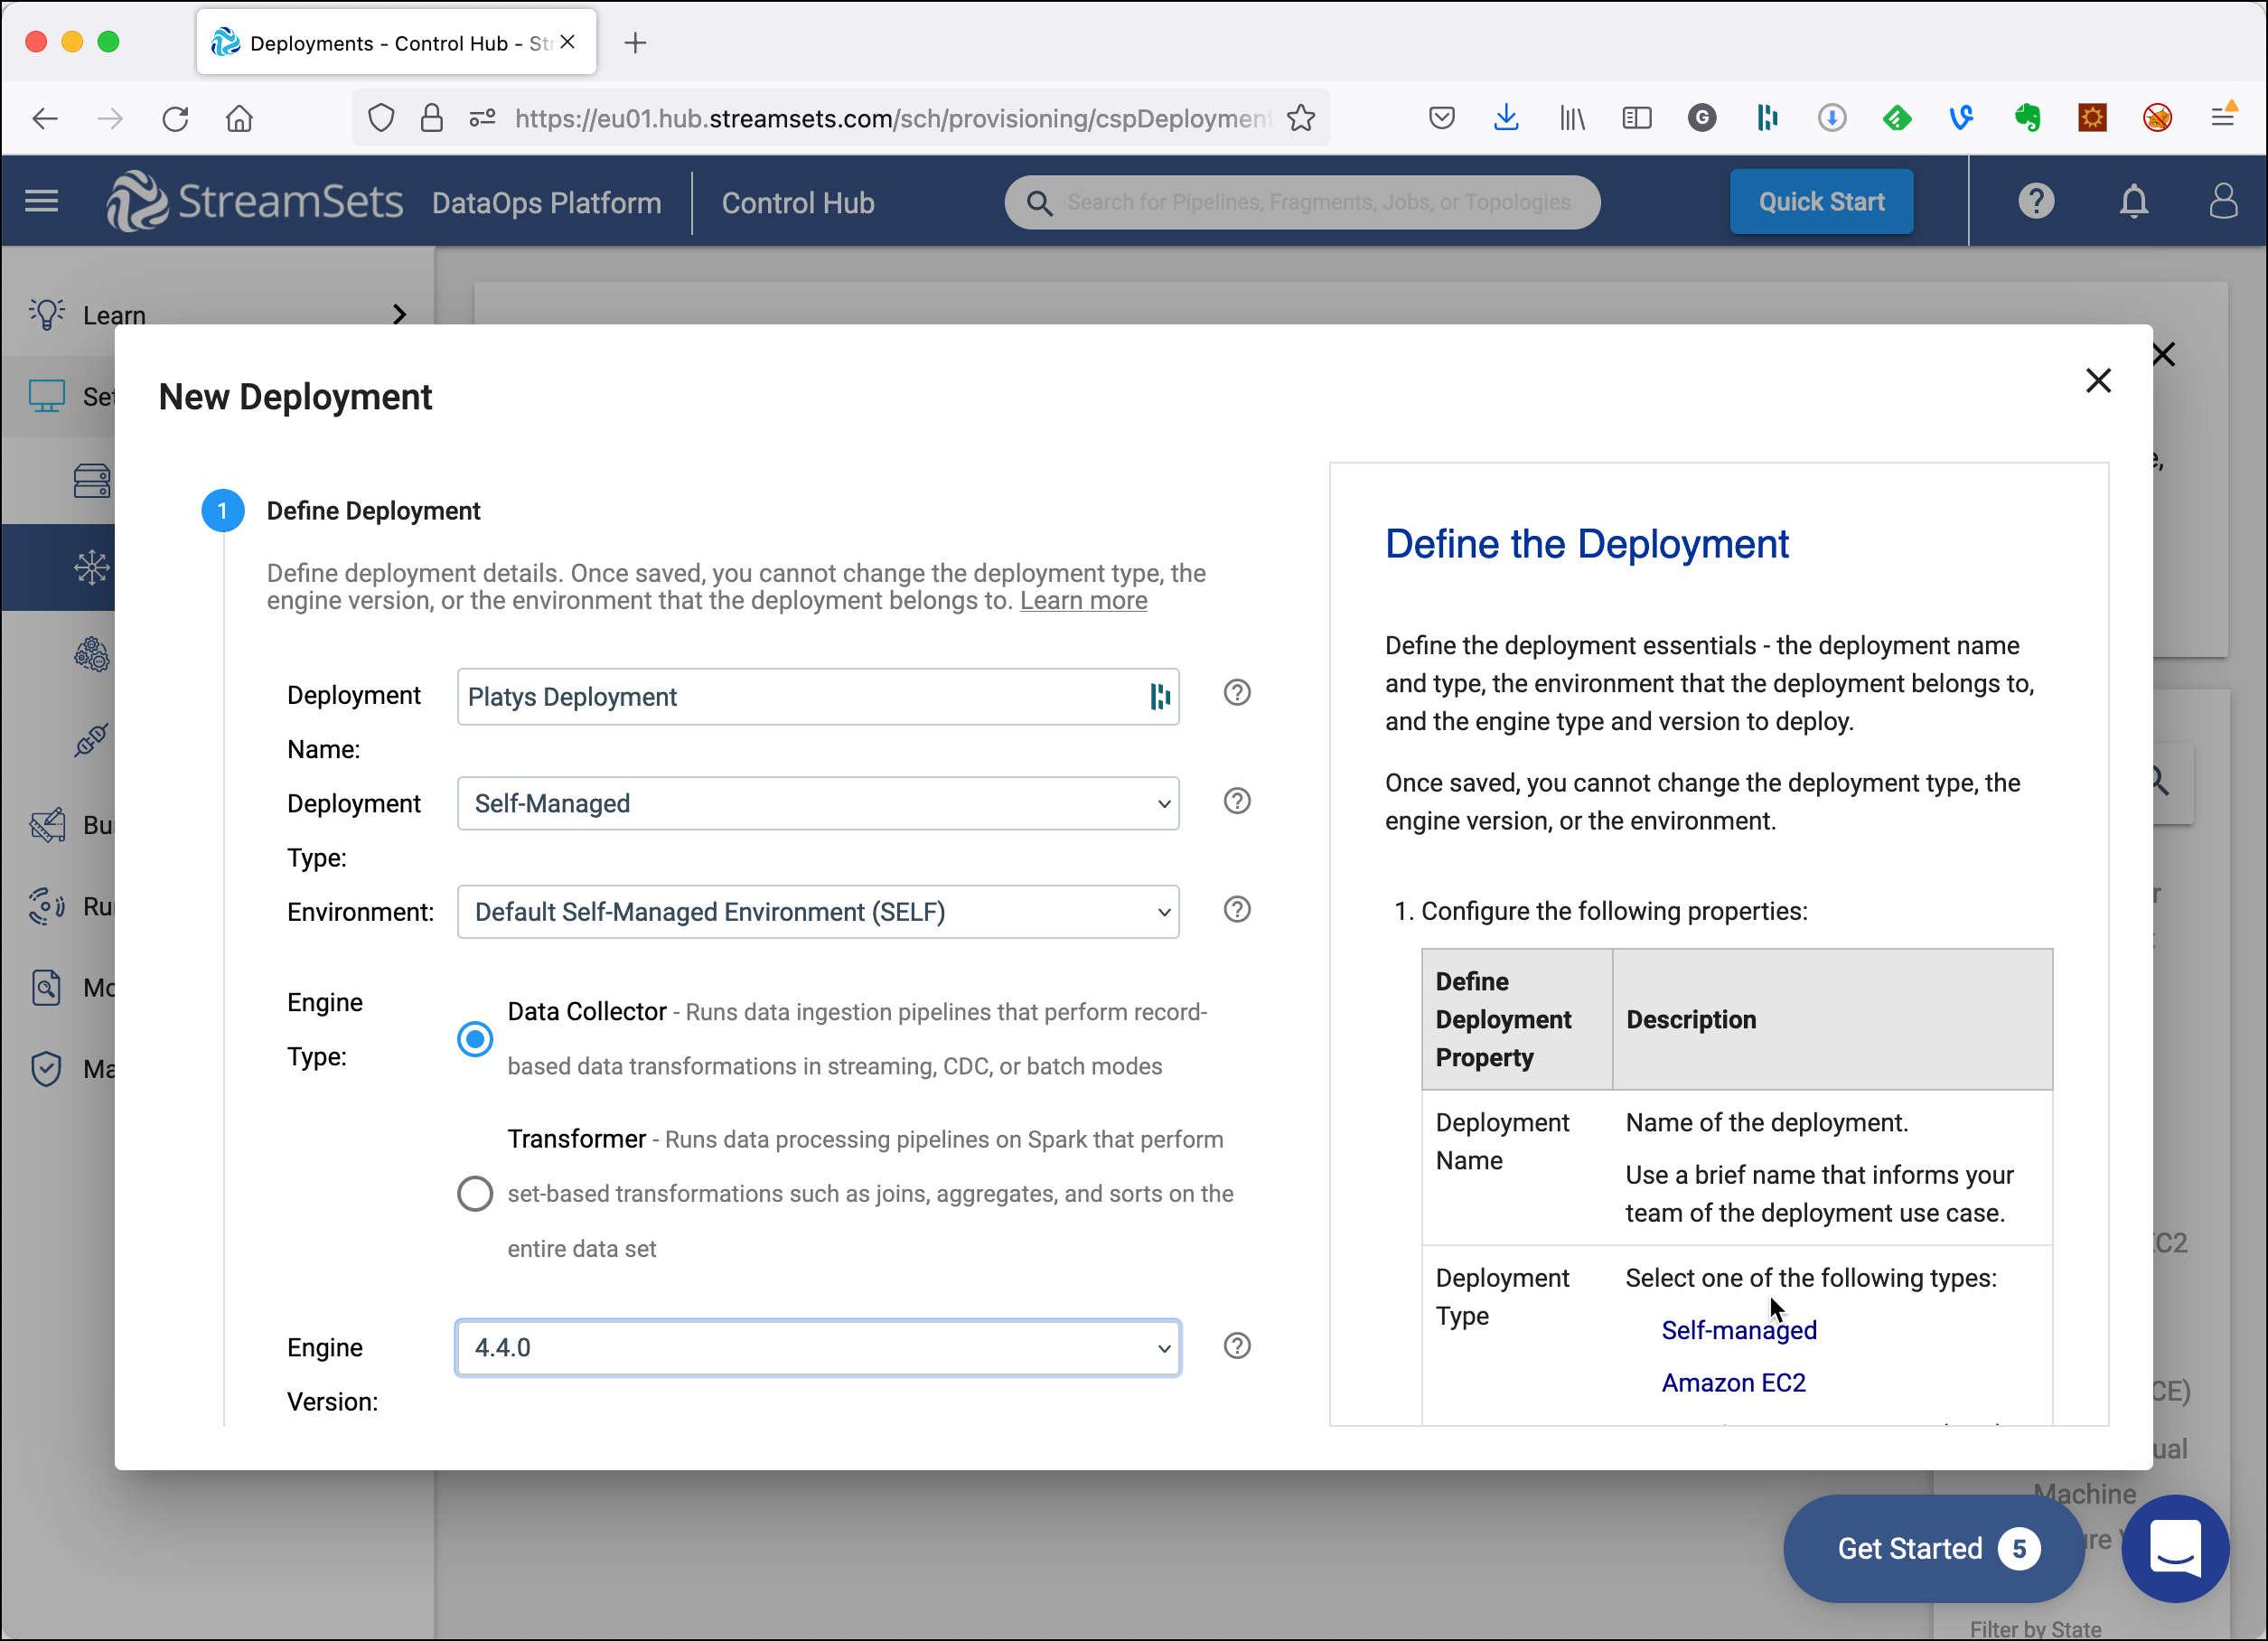 Deployments - Control Hub - Str
https://eu01.hub.streamsets.com/sch/provisioning/cspDeployment
StreamSets DataOps Platform Control Hub
Search for Pipelines, Fragments, Jobs, or Topologies
Quick Start
Learn
New Deployment
1 Define Deployment
Define deployment details. Once saved, you cannot change the deployment type, the
engine version, or the environment that the deployment belongs to. Learn more
Deployment
Name:
Platys Deployment
Deployment
Type:
Self-Managed
Environment:
Default Self-Managed Environment (SELF)
Engine
Type:
Data Collector - Runs data ingestion pipelines that perform record-
based data transformations in streaming, CDC, or batch modes
Transformer - Runs data processing pipelines on Spark that perform
set-based transformations such as joins, aggregates, and sorts on the
entire data set
Engine
Version:
4.4.0
Define the Deployment
Define the deployment essentials - the deployment name
and type, the environment that the deployment belongs to,
and the engine type and version to deploy.
Once saved, you cannot change the deployment type, the
engine version, or the environment.
1. Configure the following properties:
Define
Deployment
Property
Description
Deployment
Name
Name of the deployment.
Use a brief name that informs your
team of the deployment use case.
Deployment
Type
Select one of the following types:
Self-managed
Amazon EC2
EC2
CE)
ual
Machine
Get Started 5
Filter by State